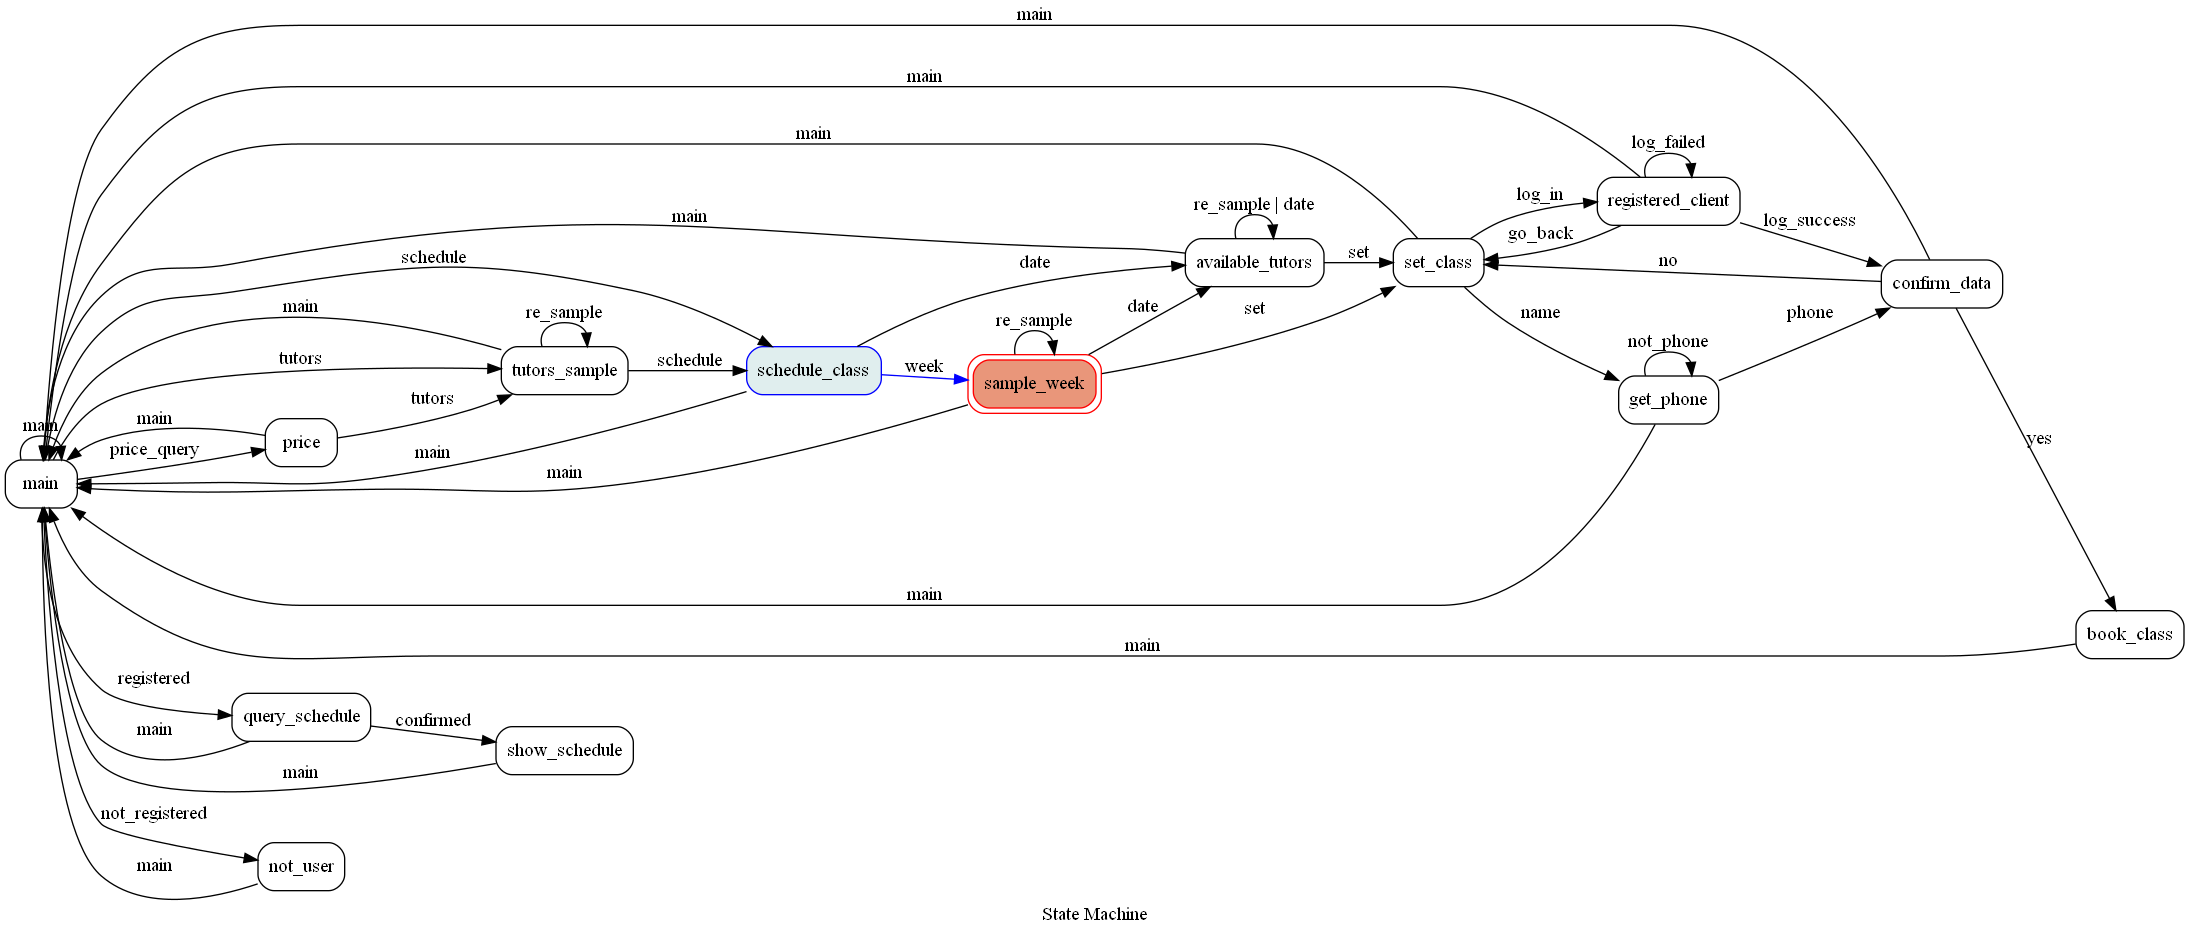 main
main
main
log_failed
re_sample | date
log_in
registered_client
main
log_success
go_back
schedule
date
available_tutors
set
set_class
no
confirm_data
main
re_sample
date
set
name
phone
re_sample
tutors
schedule
week
not_phone
tutors_sample
schedule_class
sample_week
tutors
get_phone
main
main
price
price_query
main
yes
main
main
main
book_class
main
registered
query_schedule
confirmed
main
show_schedule
main
not_registered
not_user
main
State Machine